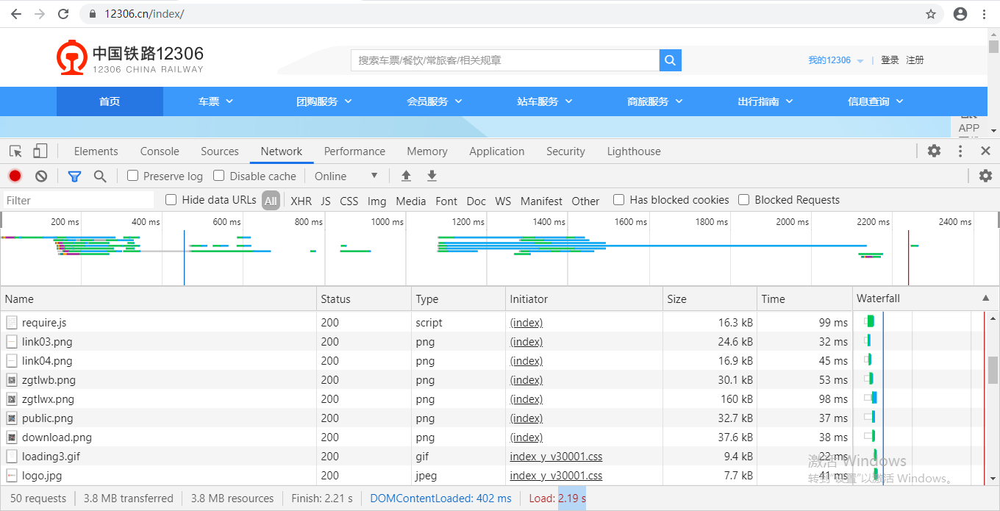 12306.cn/index/
中国铁路12306
12306 CHINA RAILWAY
搜索车票/餐饮/常旅客/相关规章
我的12306 | 登录 注册
首页 车票 团购服务 会员服务 站车服务 商旅服务 出行指南 信息查询
APP
Elements Console Sources Network Performance Memory Application Security Lighthouse
Preserve log Disable cache Online
Filter Hide data URLs All XHR JS CSS Img Media Font Doc WS Manifest Other Has blocked cookies Blocked Requests
200 ms 400 ms 600 ms 800 ms 1000 ms 1200 ms 1400 ms 1600 ms 1800 ms 2000 ms 2200 ms 2400 ms
Name Status Type Initiator Size Time Waterfall
require.js 200 script (index) 16.3 kB 99 ms
link03.png 200 png (index) 24.6 kB 32 ms
link04.png 200 png (index) 16.9 kB 45 ms
zgtlwb.png 200 png (index) 30.1 kB 53 ms
zgtlwx.png 200 png (index) 160 kB 98 ms
public.png 200 png (index) 32.7 kB 37 ms
download.png 200 png (index) 37.6 kB 38 ms
loading3.gif 200 gif index_y_v30001.css 9.4 kB 22 ms
logo.jpg 200 jpeg index_y_v30001.css 7.7 kB 41 ms
激活 Windows
转到"设置"以激活 Windows。
50 requests 3.8 MB transferred 3.8 MB resources Finish: 2.21 s DOMContentLoaded: 402 ms Load: 2.19 s